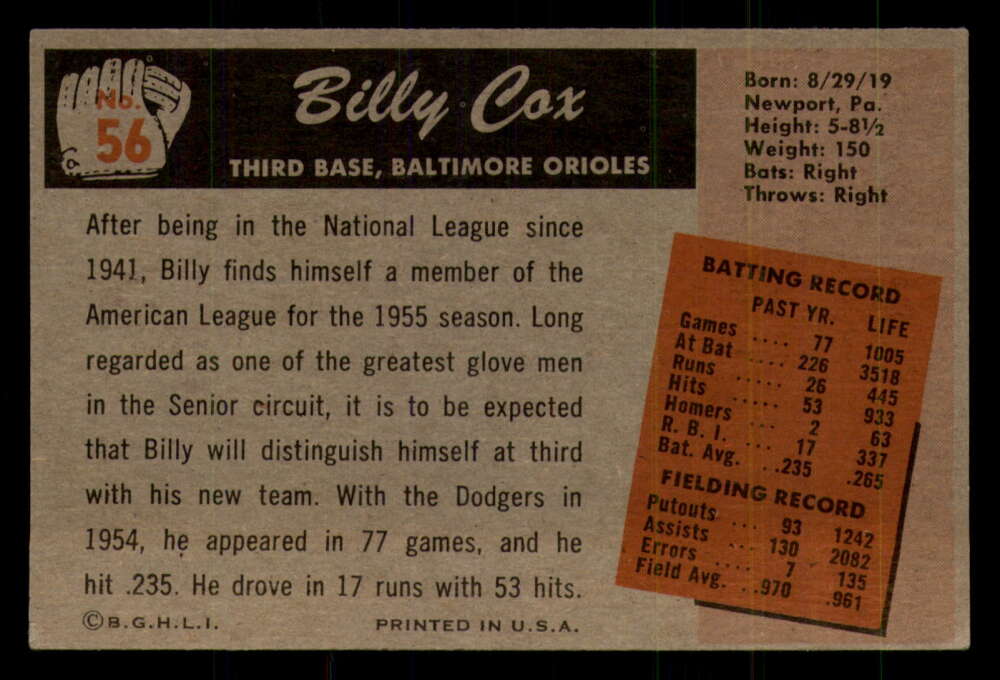 No.
56
Billy Cox
THIRD BASE, BALTIMORE ORIOLES
Born: 8/29/19
Newport, Pa.
Height: 5-8½
Weight: 150
Bats: Right
Throws: Right
After being in the National League since
1941, Billy finds himself a member of the
American League for the 1955 season. Long
regarded as one of the greatest glove men
in the Senior circuit, it is to be expected
that Billy will distinguish himself at third
with his new team. With the Dodgers in
1954, he appeared in 77 games, and he
hit .235. He drove in 17 runs with 53 hits.
©B.G.H.L.I. PRINTED IN U.S.A.
BATTING RECORD
PAST YR. LIFE
Games .... 77 1005
At Bat .... 226 3518
Runs ..... 26 445
Hits ..... 53 933
Homers ... 2 63
R. B. I. ... 17 337
Bat. Avg. ..235 .265
FIELDING RECORD
Putouts ... 93 1242
Assists ... 130 2082
Errors .... 7 135
Field Avg. ..970 .961